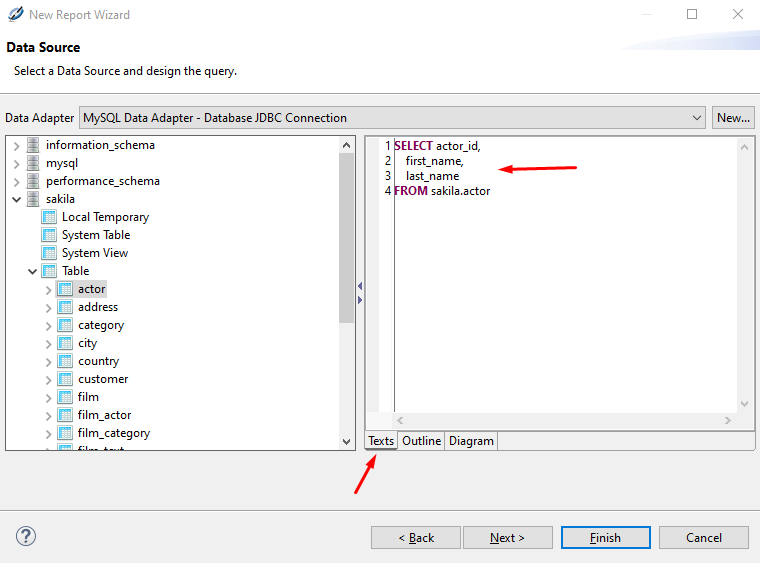 New Report Wizard
Data Source
Select a Data Source and design the query.
Data Adapter MySQL Data Adapter - Database JDBC Connection New...
information_schema
mysql
performance_schema
sakila
Local Temporary
System Table
System View
Table
actor
address
category
city
country
customer
film
film_actor
film_category
film_text
1 SELECT actor_id,
2 first_name,
3 last_name
4 FROM sakila.actor
Texts Outline Diagram
? < Back Next > Finish Cancel